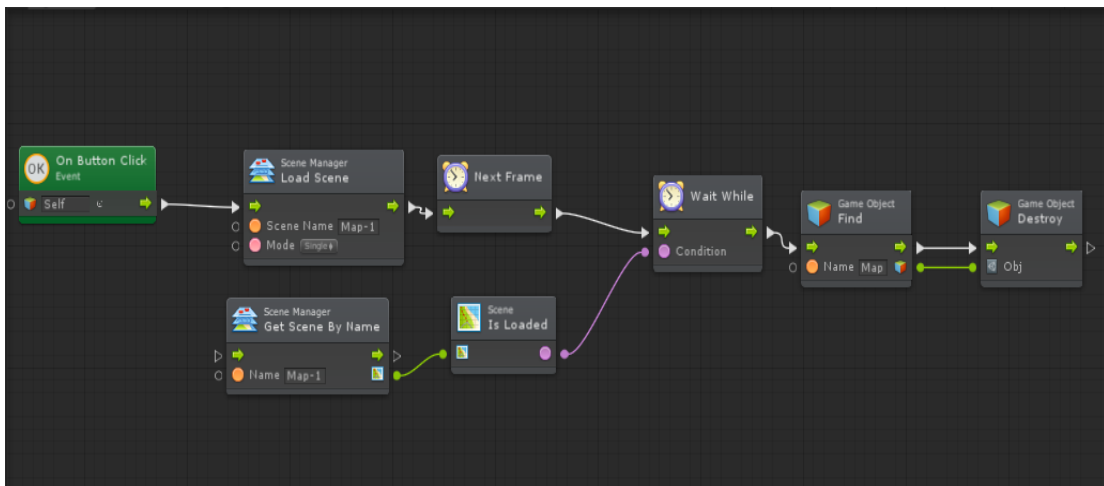 On Button Click
Event
OK
Self
Scene Manager
Load Scene
Scene Name Map-1
Mode Single
Next Frame
Wait While
Condition
Game Object
Find
Name Map
Game Object
Destroy
Obj
Scene Manager
Get Scene By Name
Name Map-1
Scene
Is Loaded